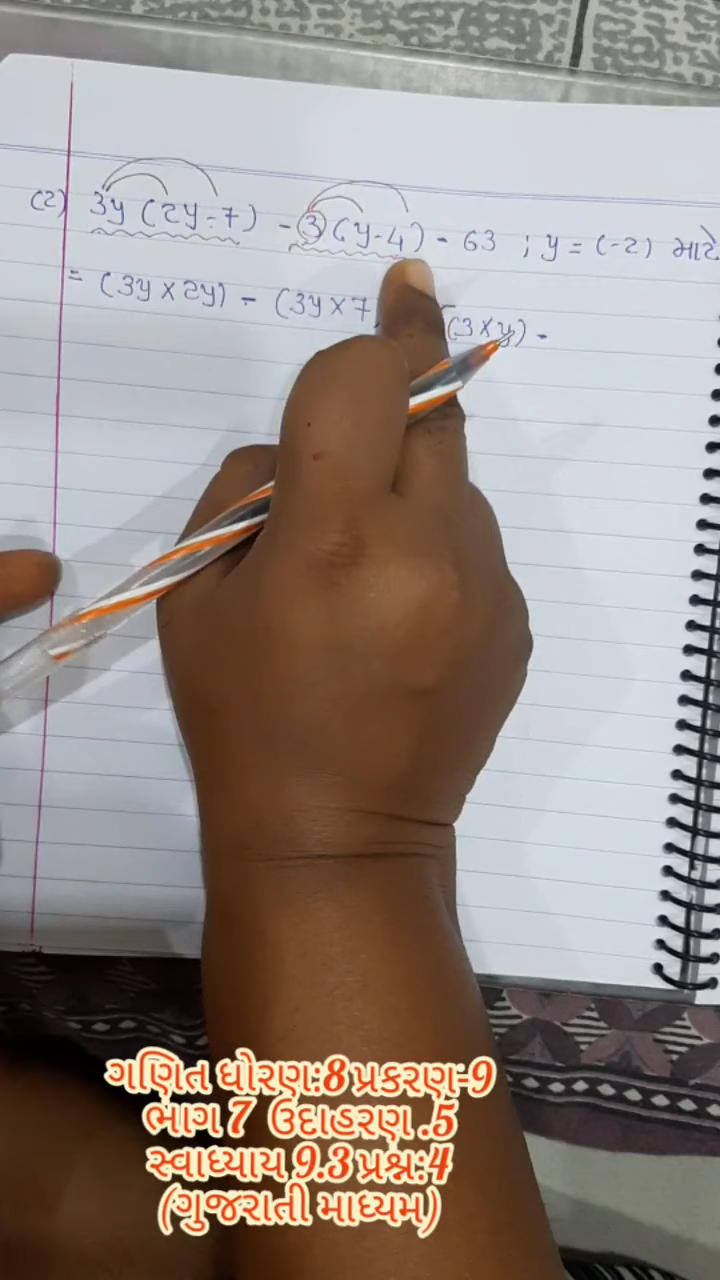 (2) 3y (2y - 7) - 3 (y - 4) - 63 ; y = (-2) માટે
= (3y × 2y) - (3y × 7 (3 × y) -
ગણિત ધોરણ:8 પ્રકરણ-9
ભાગ 7 ઉદાહરણ .5
સ્વાધ્યાય 9.3 પ્રશ્ન:4
(ગુજરાતી માધ્યમ)